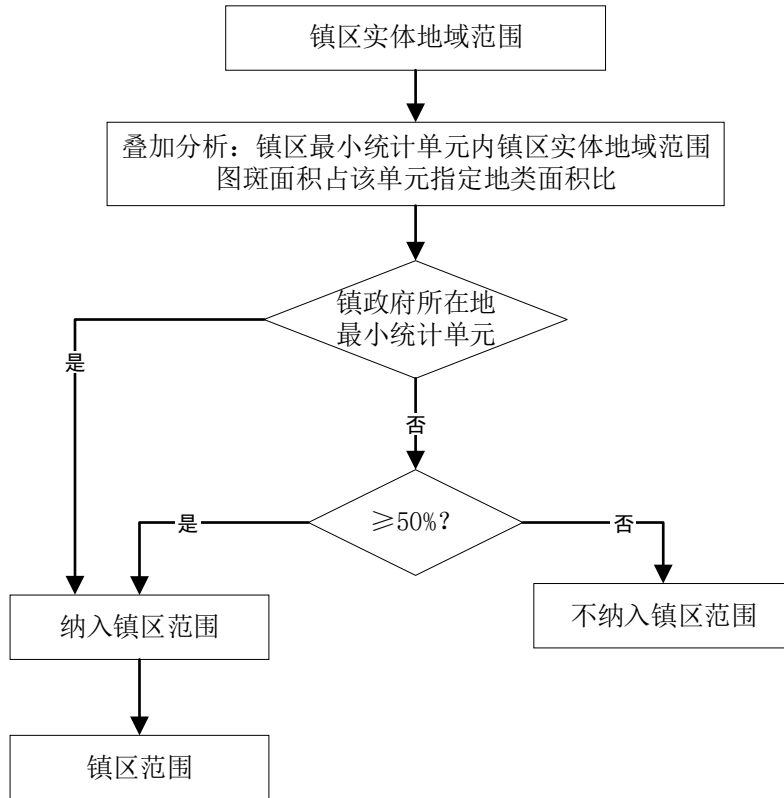 镇区实体地域范围
叠加分析：镇区最小统计单元内镇区实体地域范围
图斑面积占该单元指定地类面积比
镇政府所在地
最小统计单元
是
否
≥50%?
是
否
纳入镇区范围
不纳入镇区范围
镇区范围